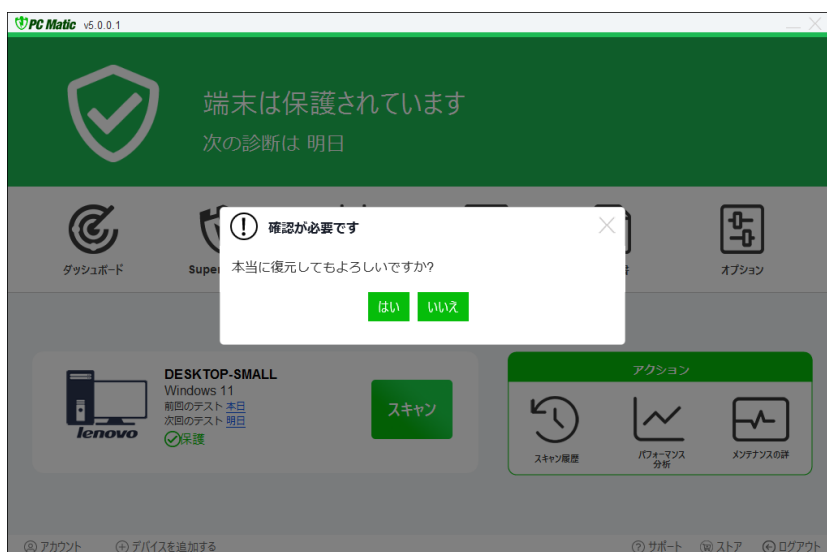 PC Matic v5.0.0.1
端末は保護されています
次の診断は 明日
確認が必要です
本当に復元してもよろしいですか?
はい いいえ
ダッシュボード
Supe
オプション
DESKTOP-SMALL
Windows 11
前回のテスト 本日
次回のテスト 明日
保護
lenovo
スキャン
アクション
スキャン履歴
パフォーマンス
分析
メンテナンスの詳
アカウント デバイスを追加する
サポート ストア ログアウト